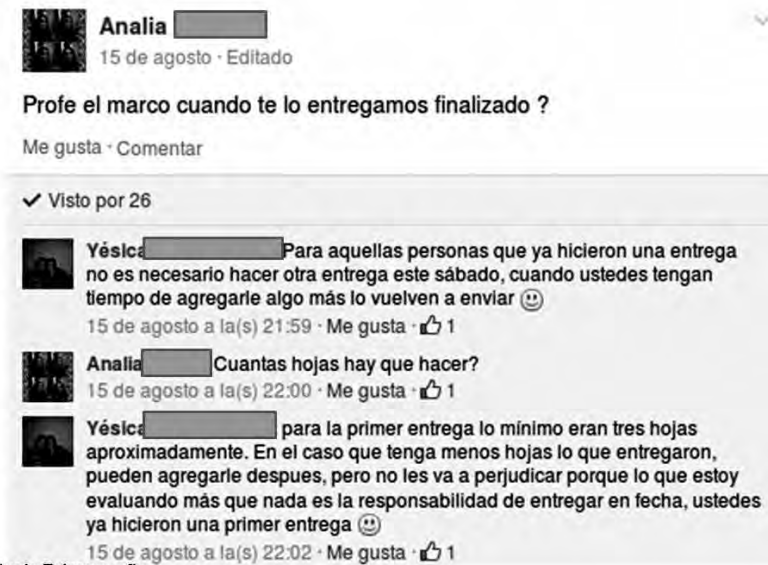 Analia
15 de agosto · Editado
Profe el marco cuando te lo entregamos finalizado ?
Me gusta · Comentar
✔ Visto por 26
Yésica Para aquellas personas que ya hicieron una entrega
no es necesario hacer otra entrega este sábado, cuando ustedes tengan
tiempo de agregarle algo más lo vuelven a enviar
15 de agosto a la(s) 21:59 · Me gusta · 1
Analia Cuantas hojas hay que hacer?
15 de agosto a la(s) 22:00 · Me gusta · 1
Yésica para la primer entrega lo mínimo eran tres hojas
aproximadamente. En el caso que tenga menos hojas lo que entregaron,
pueden agregarle despues, pero no les va a perjudicar porque lo que estoy
evaluando más que nada es la responsabilidad de entregar en fecha, ustedes
ya hicieron una primer entrega
15 de agosto a la(s) 22:02 · Me gusta · 1